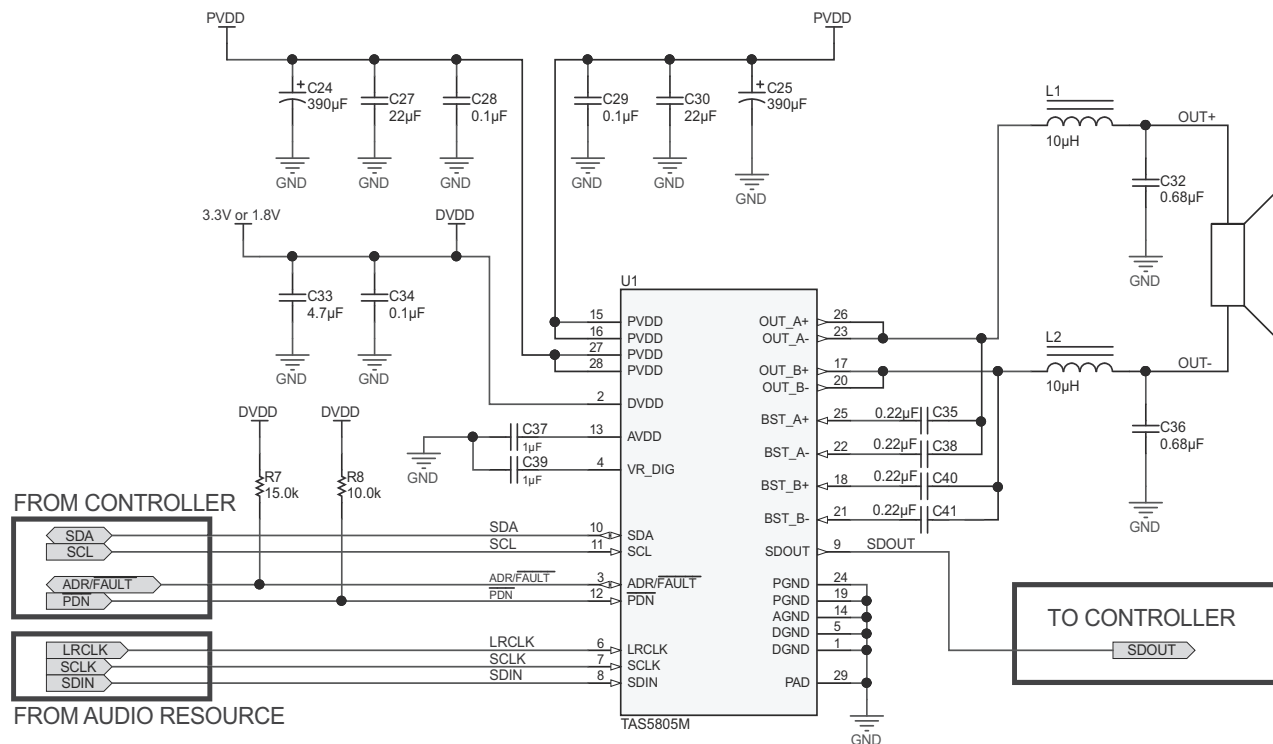 PVDD
PVDD
C24
390µF
C27
22µF
C28
0.1µF
C29
0.1µF
C30
22µF
C25
390µF
GND
GND
GND
GND
GND
GND
L1
10µH
OUT+
C32
0.68µF
GND
3.3V or 1.8V
DVDD
C33
4.7µF
C34
0.1µF
GND
GND
U1
15
PVDD
16
PVDD
27
PVDD
28
PVDD
2
DVDD
13
AVDD
4
VR_DIG
10
SDA
11
SCL
3
ADR/FAULT
12
PDN
6
LRCLK
7
SCLK
8
SDIN
OUT_A+
26
OUT_A-
23
OUT_B+
17
OUT_B-
20
BST_A+
25
0.22µF
C35
BST_A-
22
0.22µF
C38
BST_B+
18
0.22µF
C40
BST_B-
21
0.22µF
C41
SDOUT
9
SDOUT
PGND
24
PGND
19
AGND
14
DGND
5
DGND
1
PAD
29
GND
TAS5805M
L2
10µH
OUT-
C36
0.68µF
GND
C37
1µF
C39
1µF
GND
DVDD
DVDD
R7
15.0k
R8
10.0k
FROM CONTROLLER
SDA
SDA
SCL
SCL
ADR/FAULT
ADR/FAULT
PDN
PDN
LRCLK
LRCLK
SCLK
SCLK
SDIN
SDIN
FROM AUDIO RESOURCE
TO CONTROLLER
SDOUT